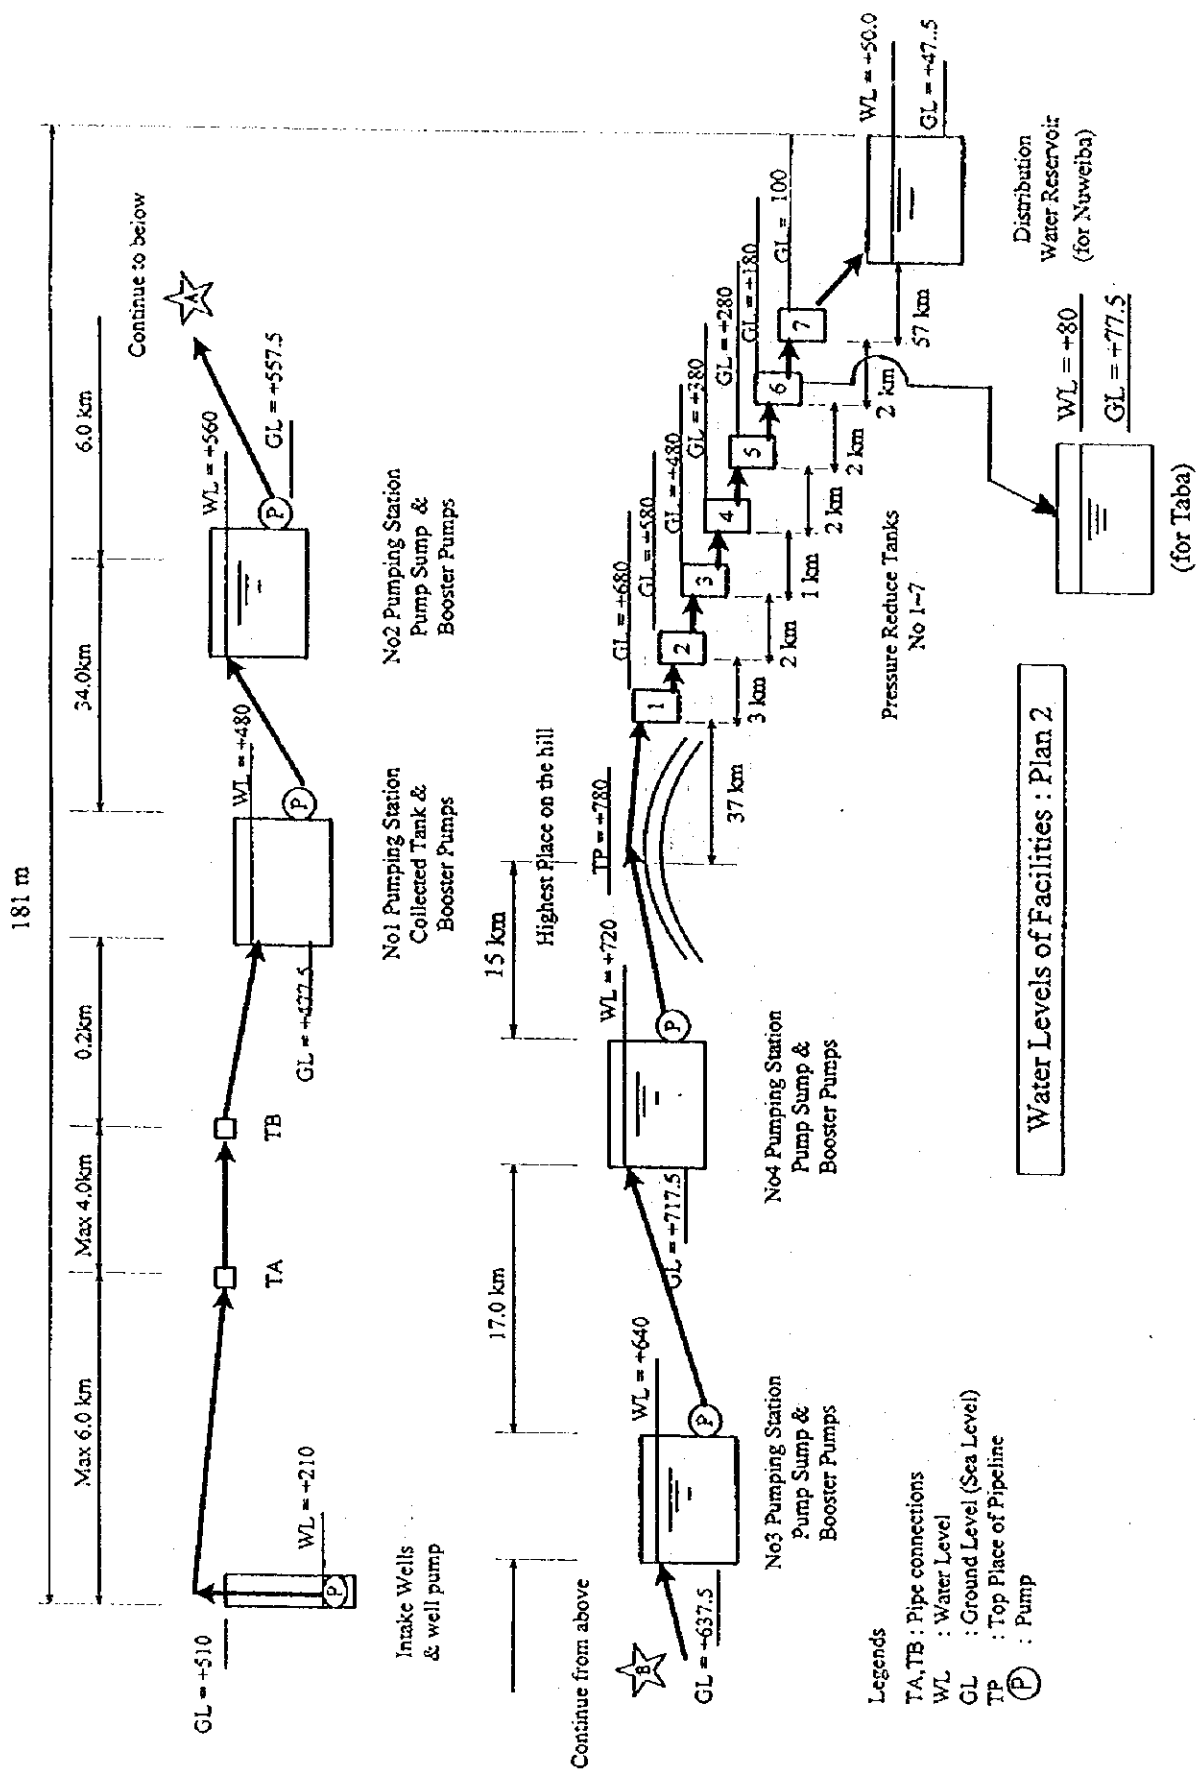 181 m
Max 6.0 km
Max 4.0km
0.2km
34.0km
6.0 km
Continue to below
A
GL = +510
WL = +210
P
Intake Wells
& well pump
TA
TB
GL = +477.5
WL = +480
P
No1 Pumping Station
Collected Tank &
Booster Pumps
WL = +560
P
GL = +557.5
No2 Pumping Station
Pump Sump &
Booster Pumps
Continue from above
B
GL = +637.5
WL = +640
P
No3 Pumping Station
Pump Sump &
Booster Pumps
17.0 km
GL = +717.5
WL = +720
P
No4 Pumping Station
Pump Sump &
Booster Pumps
15 km
Highest Place on the hill
TP = +780
37 km
1
GL = +680
3 km
2
GL = +580
2 km
3
GL = +480
1 km
4
GL = +380
2 km
5
GL = +280
2 km
6
GL = +180
2 km
7
GL = 100
57 km
Pressure Reduce Tanks
No 1~7
WL = +50.0
GL = +47..5
Distribution
Water Reservoir
(for Nuweiba)
WL = +80
GL = +77.5
(for Taba)
Legends
TA,TB : Pipe connections
WL : Water Level
GL : Ground Level (Sea Level)
TP : Top Place of Pipeline
P : Pump
Water Levels of Facilities : Plan 2